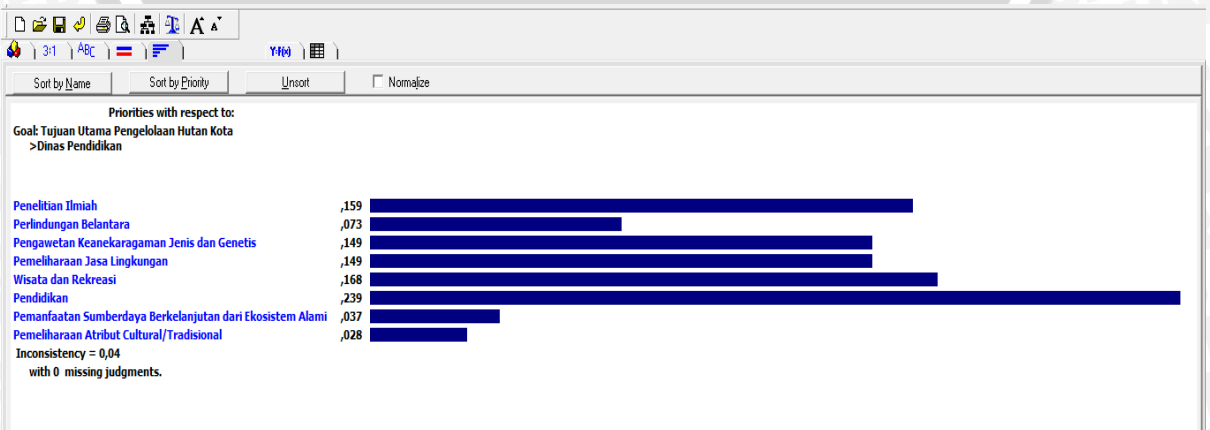 A A
3:1 ABC Y=f(x)
Sort by Name Sort by Priority Unsort Normalize
Priorities with respect to:
Goal: Tujuan Utama Pengelolaan Hutan Kota
>Dinas Pendidikan
Penelitian Ilmiah ,159
Perlindungan Belantara ,073
Pengawetan Keanekaragaman Jenis dan Genetis ,149
Pemeliharaan Jasa Lingkungan ,149
Wisata dan Rekreasi ,168
Pendidikan ,239
Pemanfaatan Sumberdaya Berkelanjutan dari Ekosistem Alami ,037
Pemeliharaan Atribut Cultural/Tradisional ,028
Inconsistency = 0,04
with 0 missing judgments.